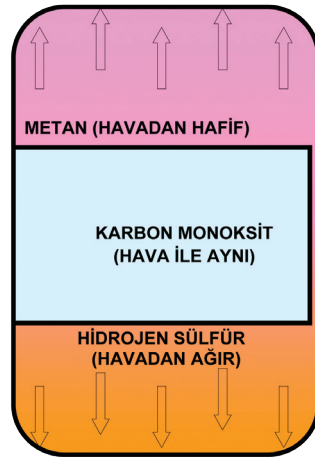 METAN (HAVADAN HAFİF)
KARBON MONOKSİT
(HAVA İLE AYNI)
HİDROJEN SÜLFÜR
(HAVADAN AĞIR)